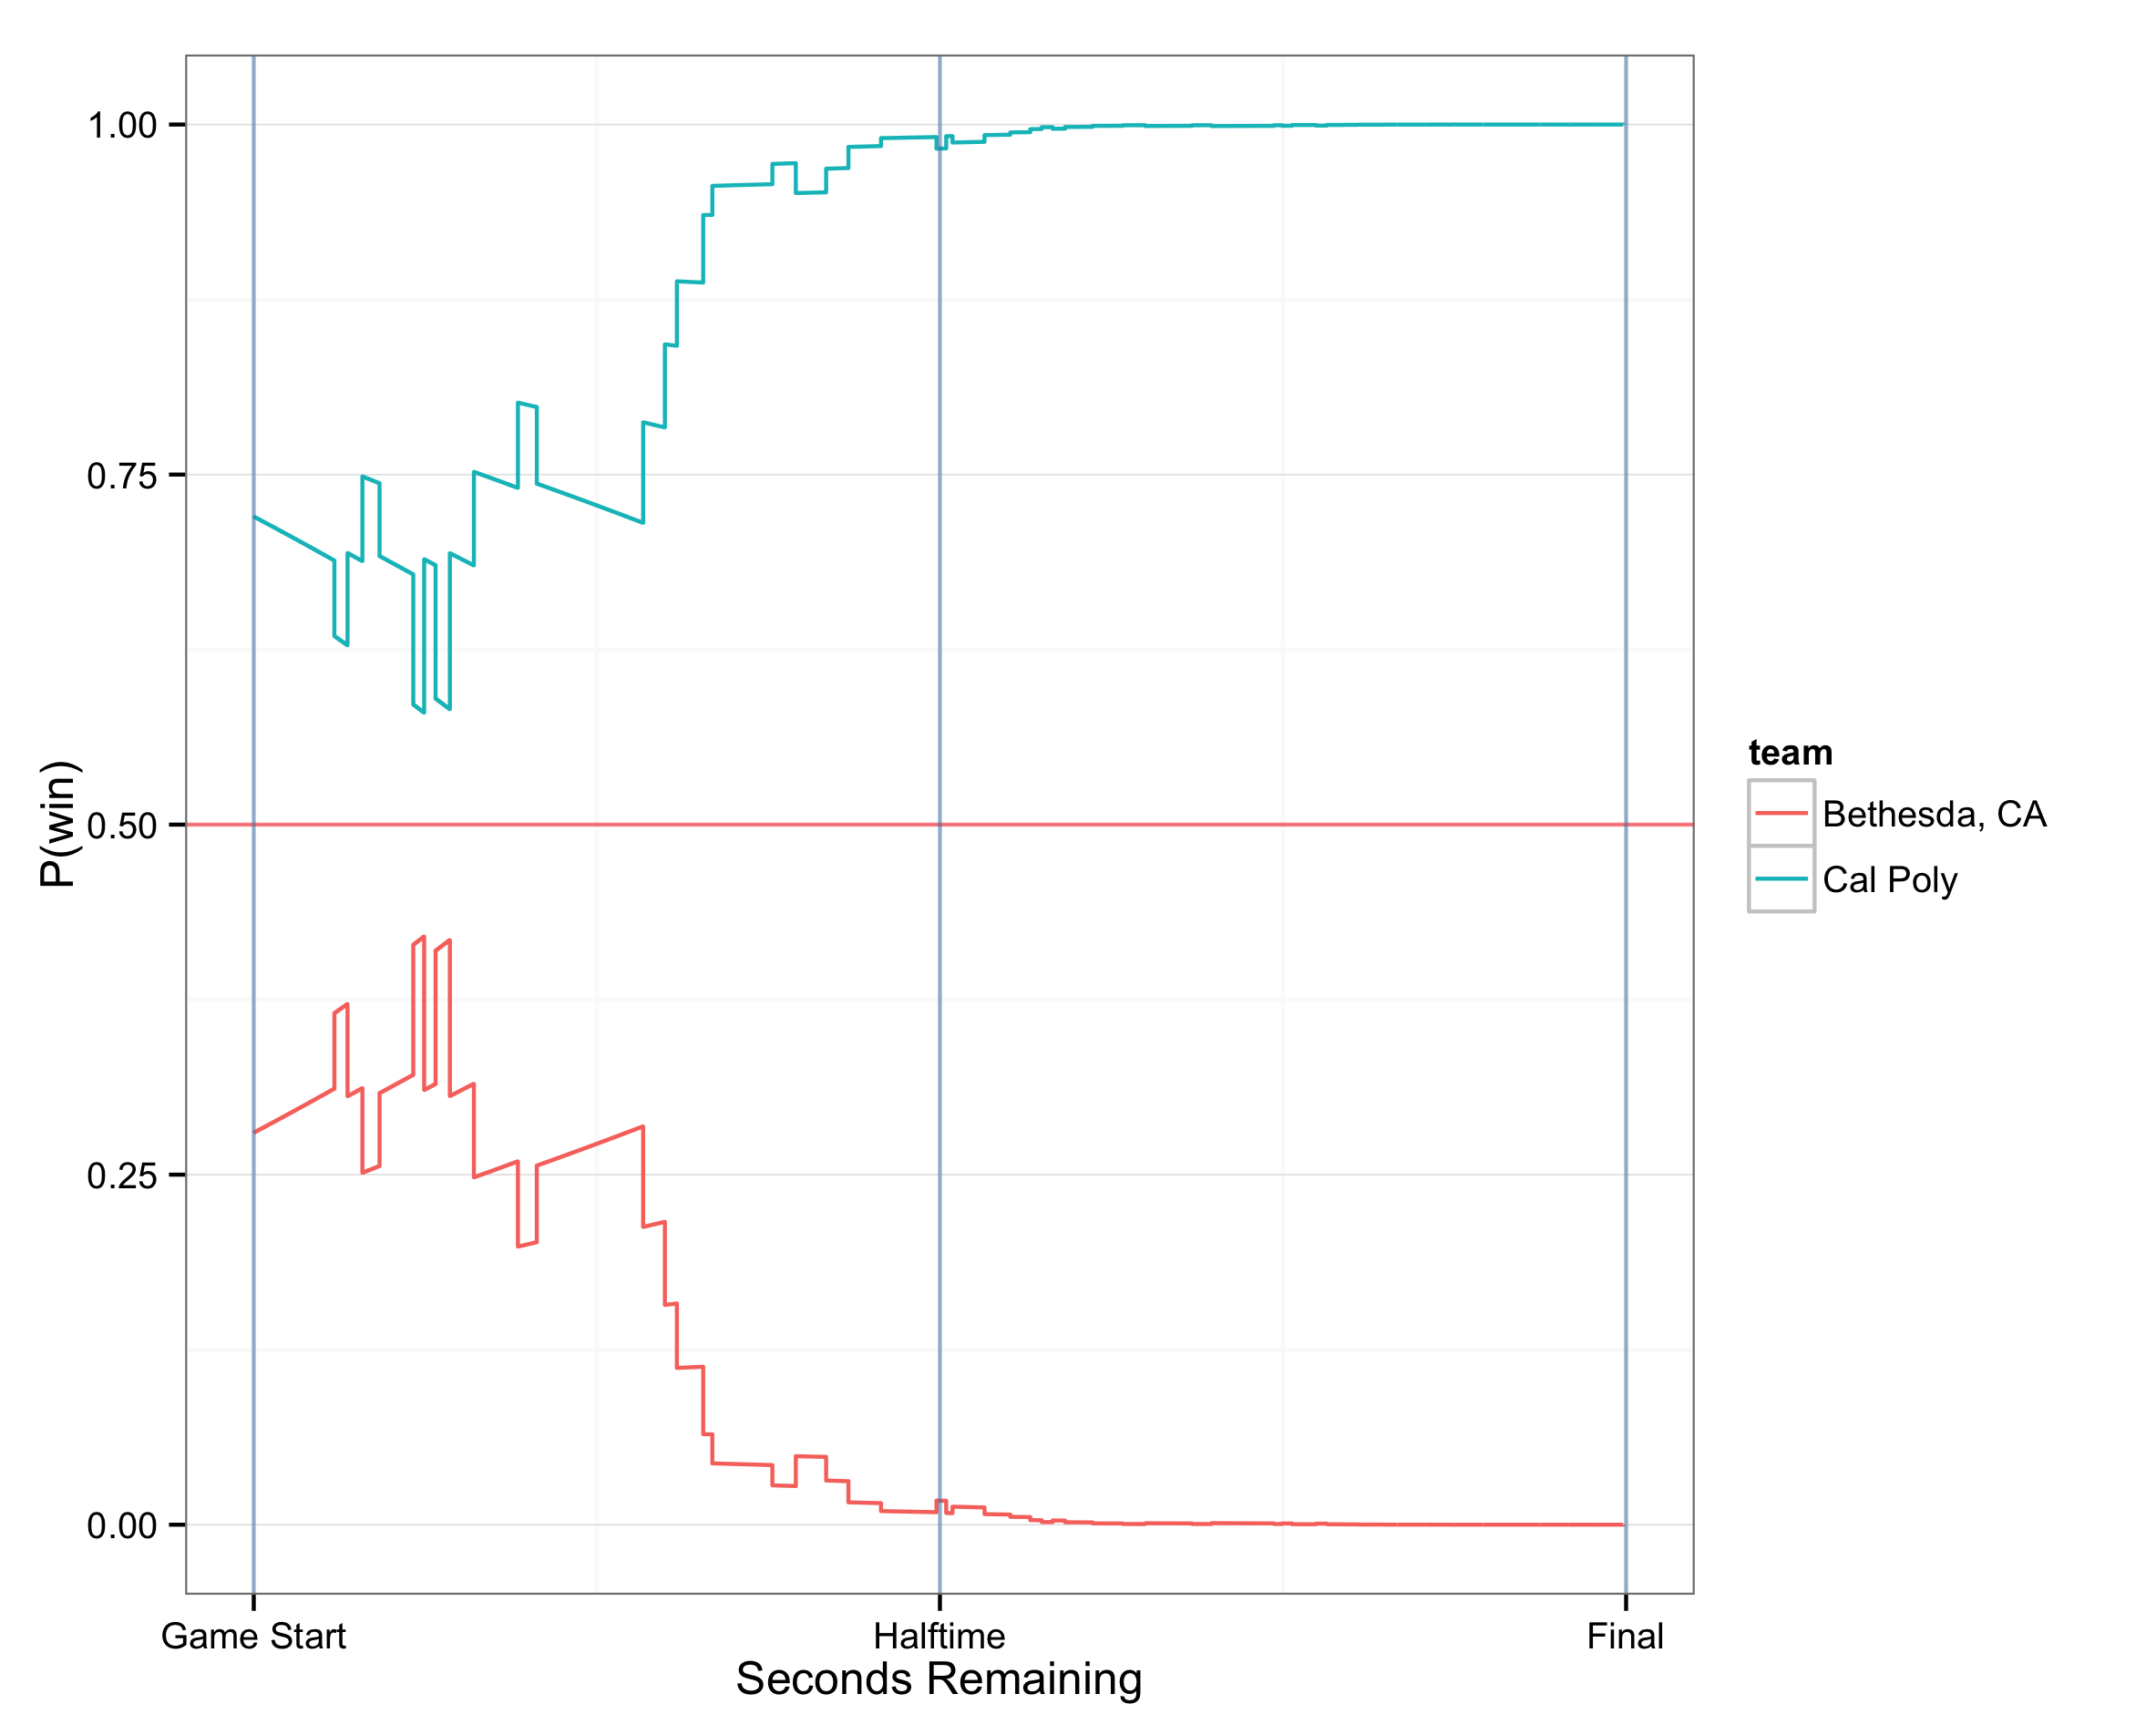 1.00
0.75
0.50
0.25
0.00
P(win)
Game Start
Halftime
Final
Seconds Remaining
team
Bethesda, CA
Cal Poly